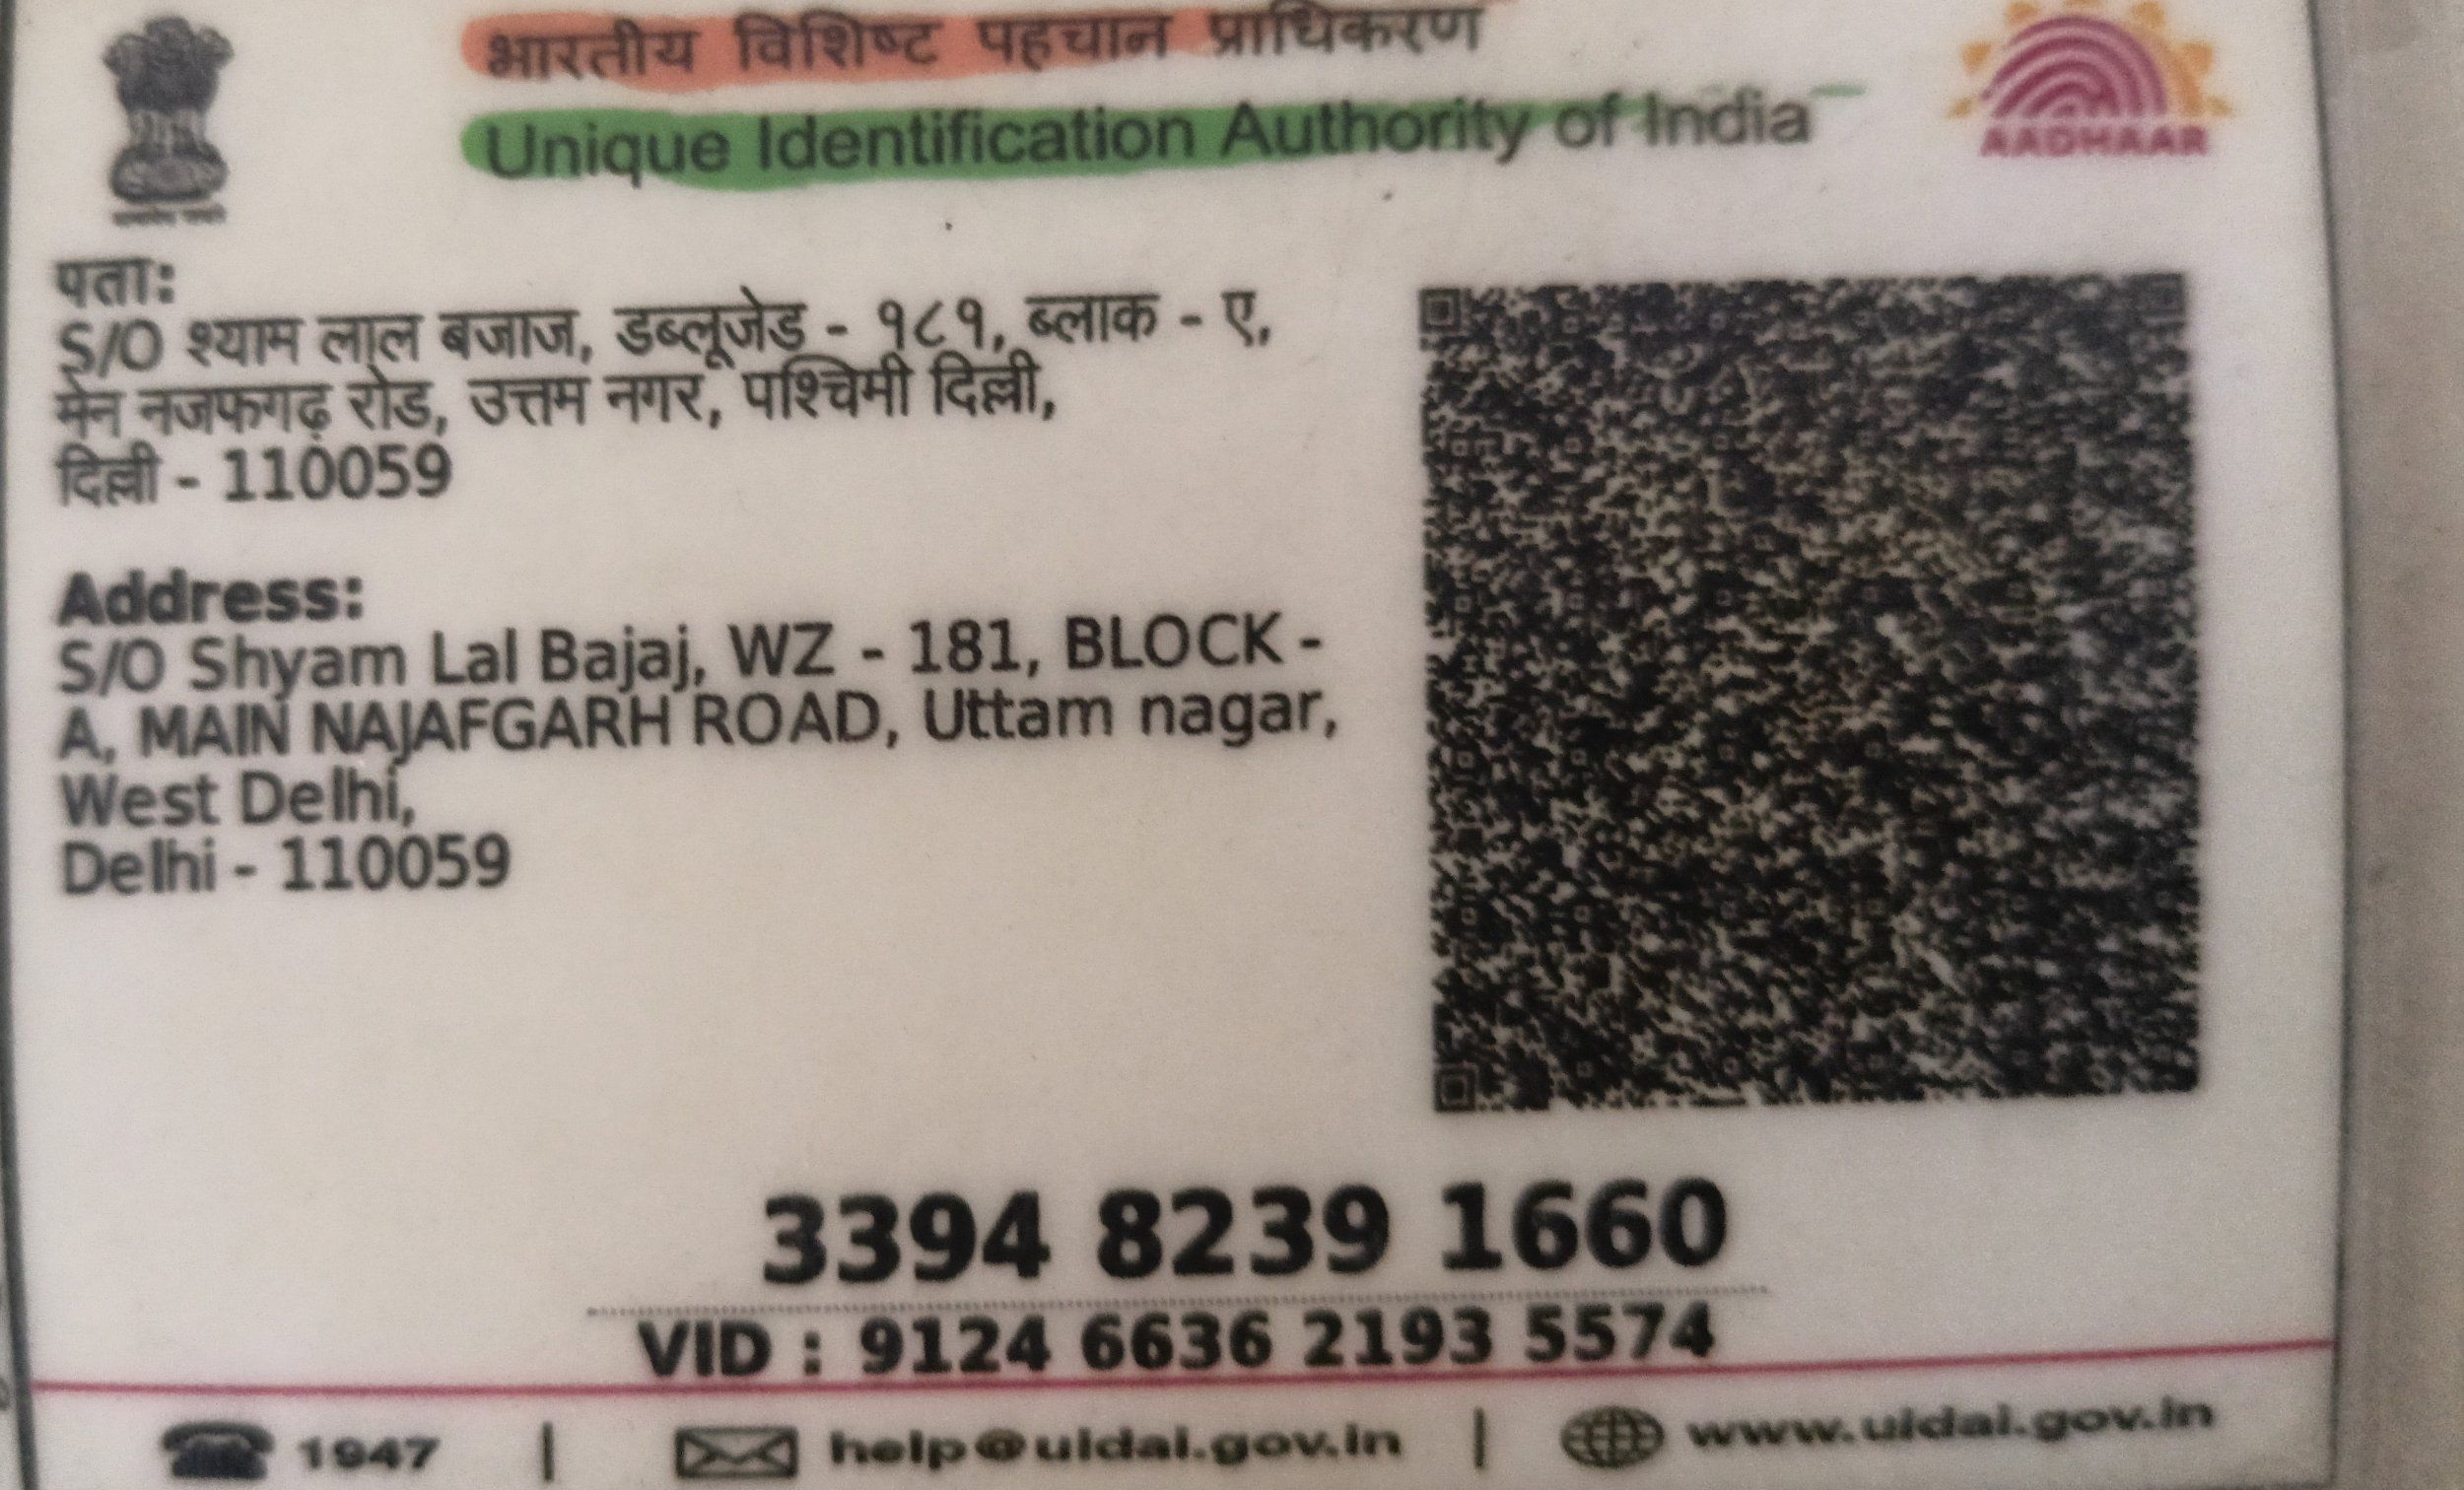 भारतीय विशिष्ट पहचान प्राधिकरण
Unique Identification Authority of India
AADHAAR
पता:
S/O श्याम लाल बजाज, डब्लूजेड - १८१, ब्लाक - ए,
मेन नजफगढ़ रोड, उत्तम नगर, पश्चिमी दिल्ली,
दिल्ली - 110059
Address:
S/O Shyam Lal Bajaj, WZ - 181, BLOCK -
A, MAIN NAJAFGARH ROAD, Uttam nagar,
West Delhi,
Delhi - 110059
3394 8239 1660
VID : 9124 6636 2193 5574
1947 | help@uidai.gov.in | www.uidai.gov.in